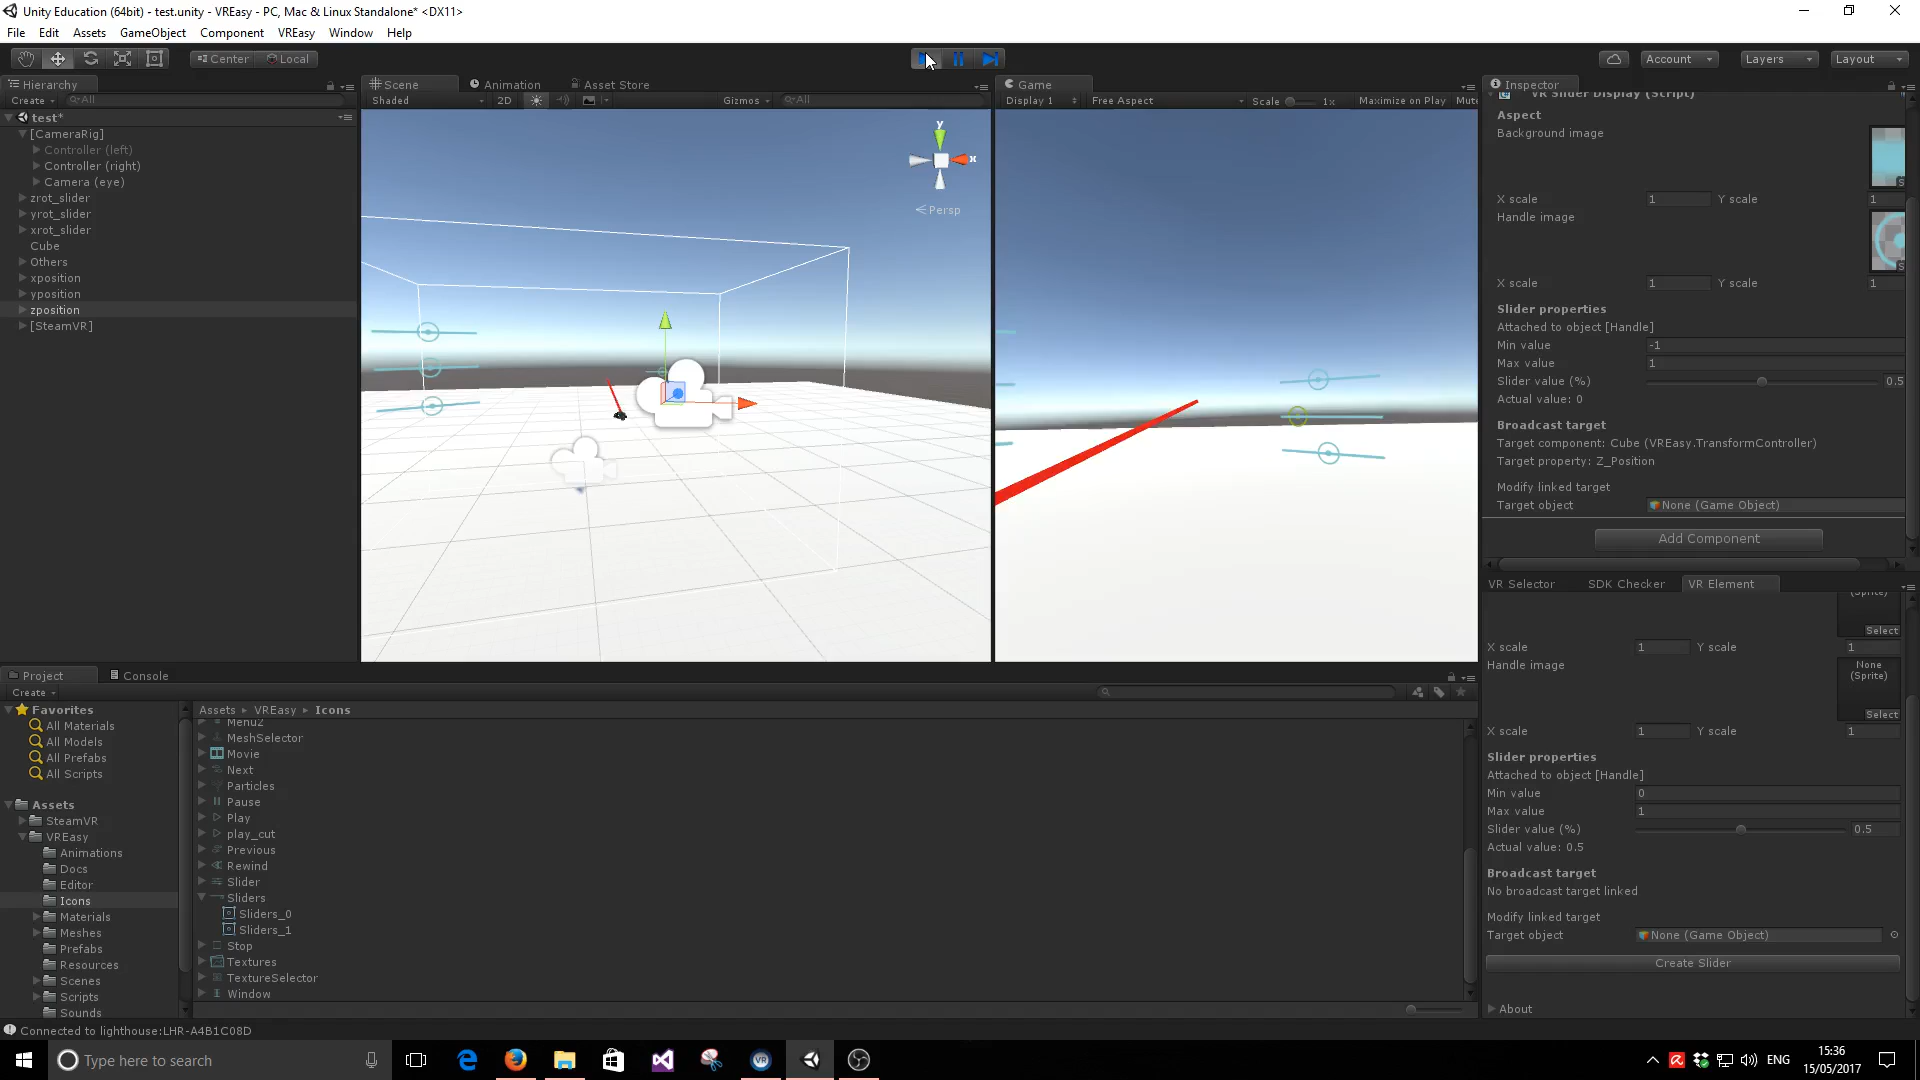 Unity Education (64bit) - test.unity - VREasy - PC, Mac & Linux Standalone* <DX11>
File Edit Assets GameObject Component VREasy Window Help
Center Local
Account Layers Layout
Hierarchy
Create All
test*
[CameraRig]
Controller (left)
Controller (right)
Camera (eye)
zrot_slider
yrot_slider
xrot_slider
Cube
Others
xposition
yposition
zposition
[SteamVR]
Scene Animation Asset Store
Shaded 2D Gizmos All
y
x
Persp
Game
Display 1 Free Aspect Scale 1x Maximize on Play Mute
Inspector
VR Slider Display (Script)
Aspect
Background image
X scale 1 Y scale 1
Handle image
X scale 1 Y scale 1
Slider properties
Attached to object [Handle]
Min value -1
Max value 1
Slider value (%) 0.5
Actual value: 0
Broadcast target
Target component: Cube (VREasy.TransformController)
Target property: Z_Position
Modify linked target
Target object None (Game Object)
Add Component
VR Selector SDK Checker VR Element
(Sprite)
Select
X scale 1 Y scale 1
Handle image None
(Sprite)
Select
X scale 1 Y scale 1
Slider properties
Attached to object [Handle]
Min value 0
Max value 1
Slider value (%) 0.5
Actual value: 0.5
Broadcast target
No broadcast target linked
Modify linked target
Target object None (Game Object)
Create Slider
About
Project Console
Create
Favorites
All Materials
All Models
All Prefabs
All Scripts
Assets
SteamVR
VREasy
Animations
Docs
Editor
Icons
Materials
Meshes
Prefabs
Resources
Scenes
Scripts
Sounds
Assets VREasy Icons
Menu2
MeshSelector
Movie
Next
Particles
Pause
Play
play_cut
Previous
Rewind
Slider
Sliders
Sliders_0
Sliders_1
Stop
Textures
TextureSelector
Window
Connected to lighthouse:LHR-A4B1C08D
Type here to search
VR
ENG
15:36
15/05/2017